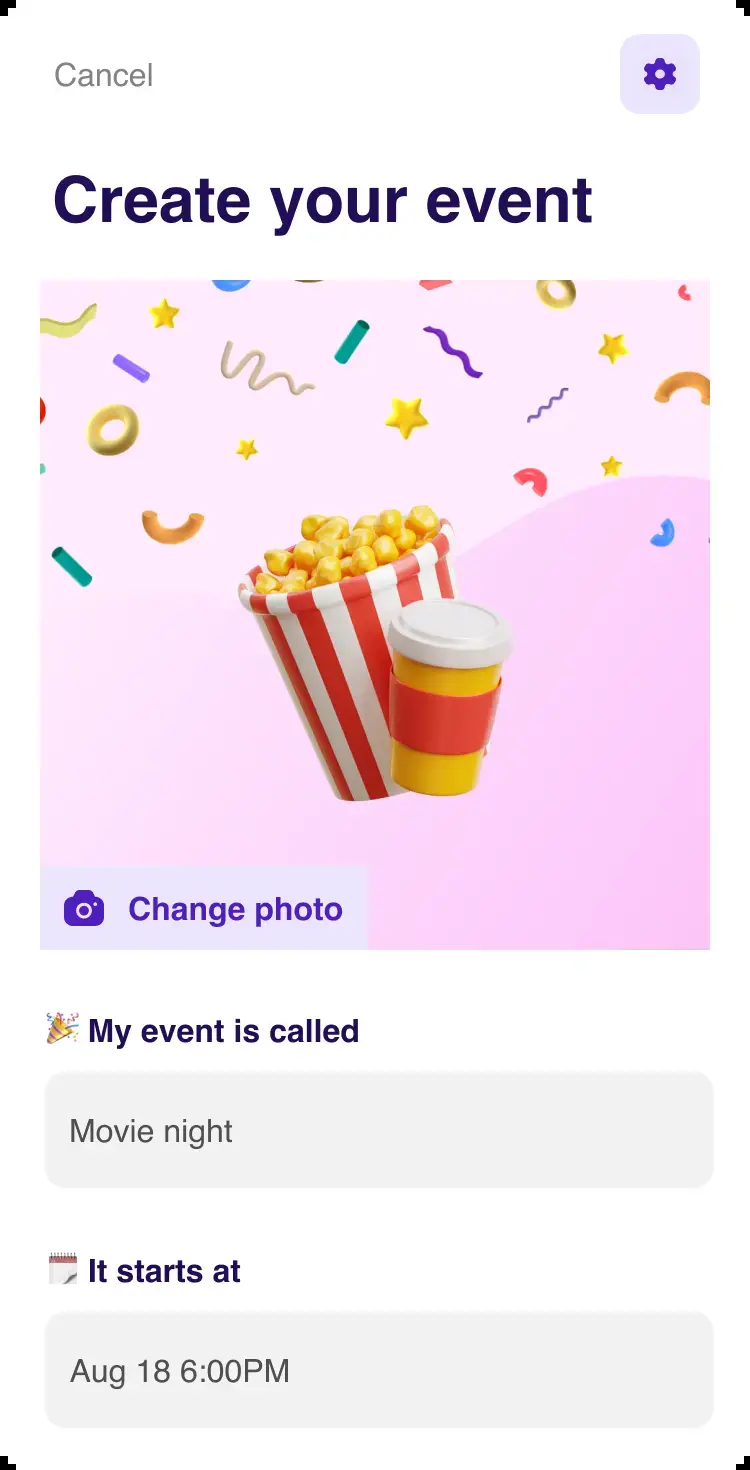 Cancel
Create your event
Change photo
🎉 My event is called
Movie night
🗓 It starts at
Aug 18 6:00PM